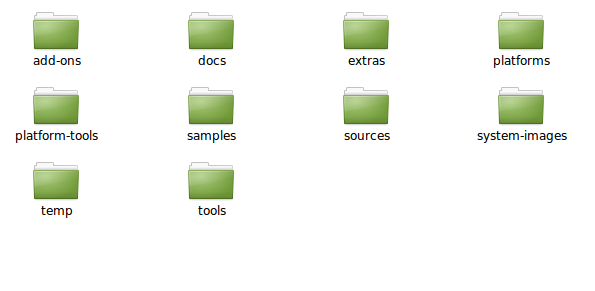 add-ons
docs
extras
platforms
platform-tools
samples
sources
system-images
temp
tools